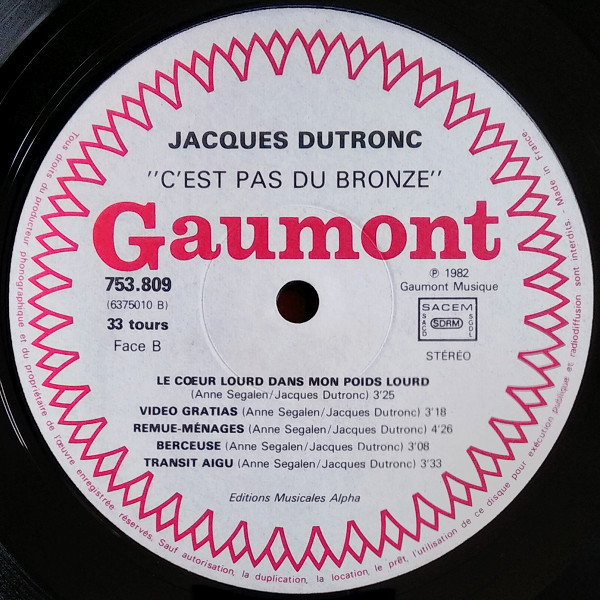 JACQUES DUTRONC
"C'EST PAS DU BRONZE"
Gaumont
753.809
(6375010 B)
33 tours
Face B
℗ 1982
Gaumont Musique
SACEM
SACD
SDRM
SGDL
STÉRÉO
LE CŒUR LOURD DANS MON POIDS LOURD
(Anne Segalen/Jacques Dutronc) 3'25
VIDEO GRATIAS (Anne Segalen/Jacques Dutronc) 3'18
REMUE-MÉNAGES (Anne Segalen/Jacques Dutronc) 4'26
BERCEUSE (Anne Segalen/Jacques Dutronc) 3'08
TRANSIT AIGU (Anne Segalen/Jacques Dutronc) 3'33
Editions Musicales Alpha
Tous droits du producteur phonographique et du propriétaire de l'œuvre enregistrée réservés. Sauf autorisation, la duplication, la location, le prêt, l'utilisation de ce disque pour exécution publique et radiodiffusion sont interdits. - Made in France